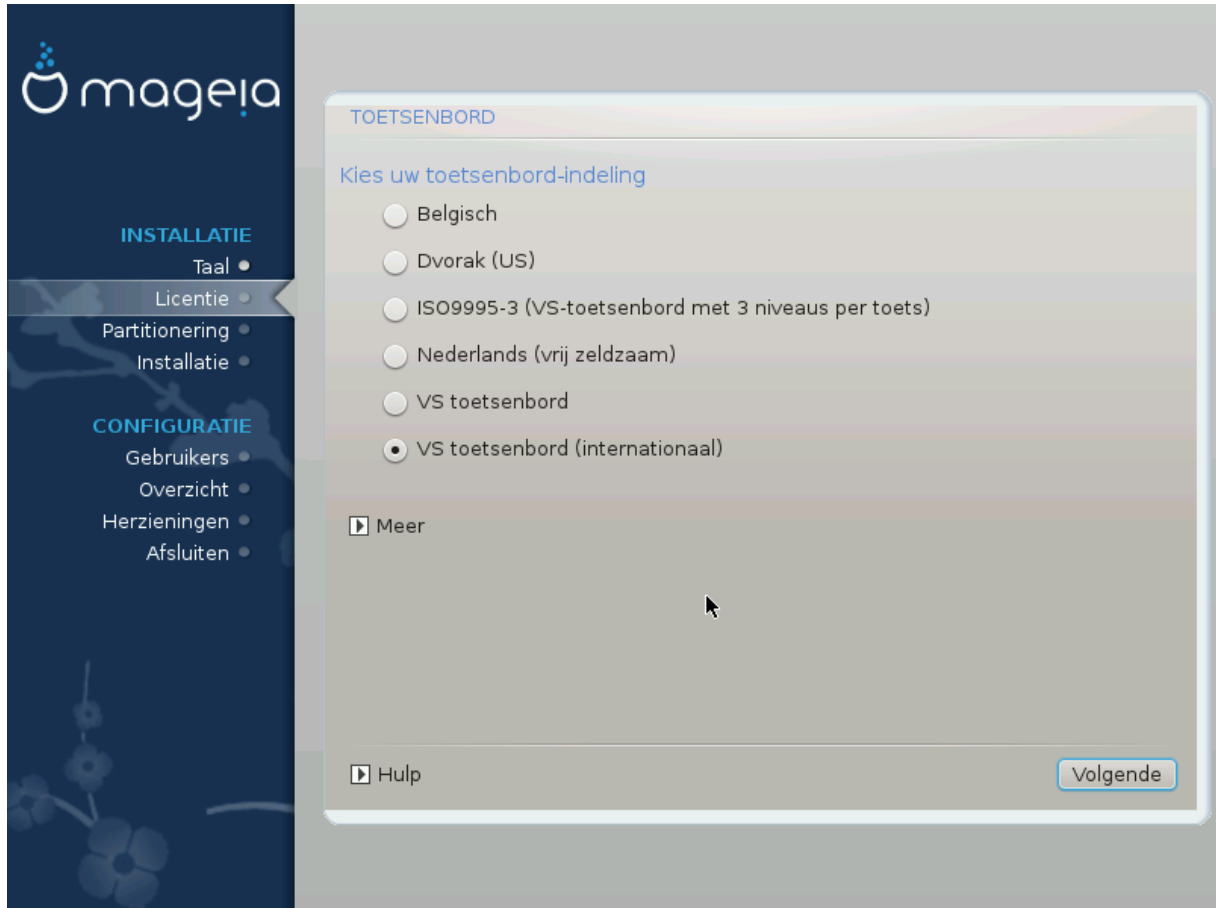 mageia
INSTALLATIE
Taal
Licentie
Partitionering
Installatie
CONFIGURATIE
Gebruikers
Overzicht
Herzieningen
Afsluiten
TOETSENBORD
Kies uw toetsenbord-indeling
Belgisch
Dvorak (US)
ISO9995-3 (VS-toetsenbord met 3 niveaus per toets)
Nederlands (vrij zeldzaam)
VS toetsenbord
VS toetsenbord (internationaal)
Meer
Hulp
Volgende